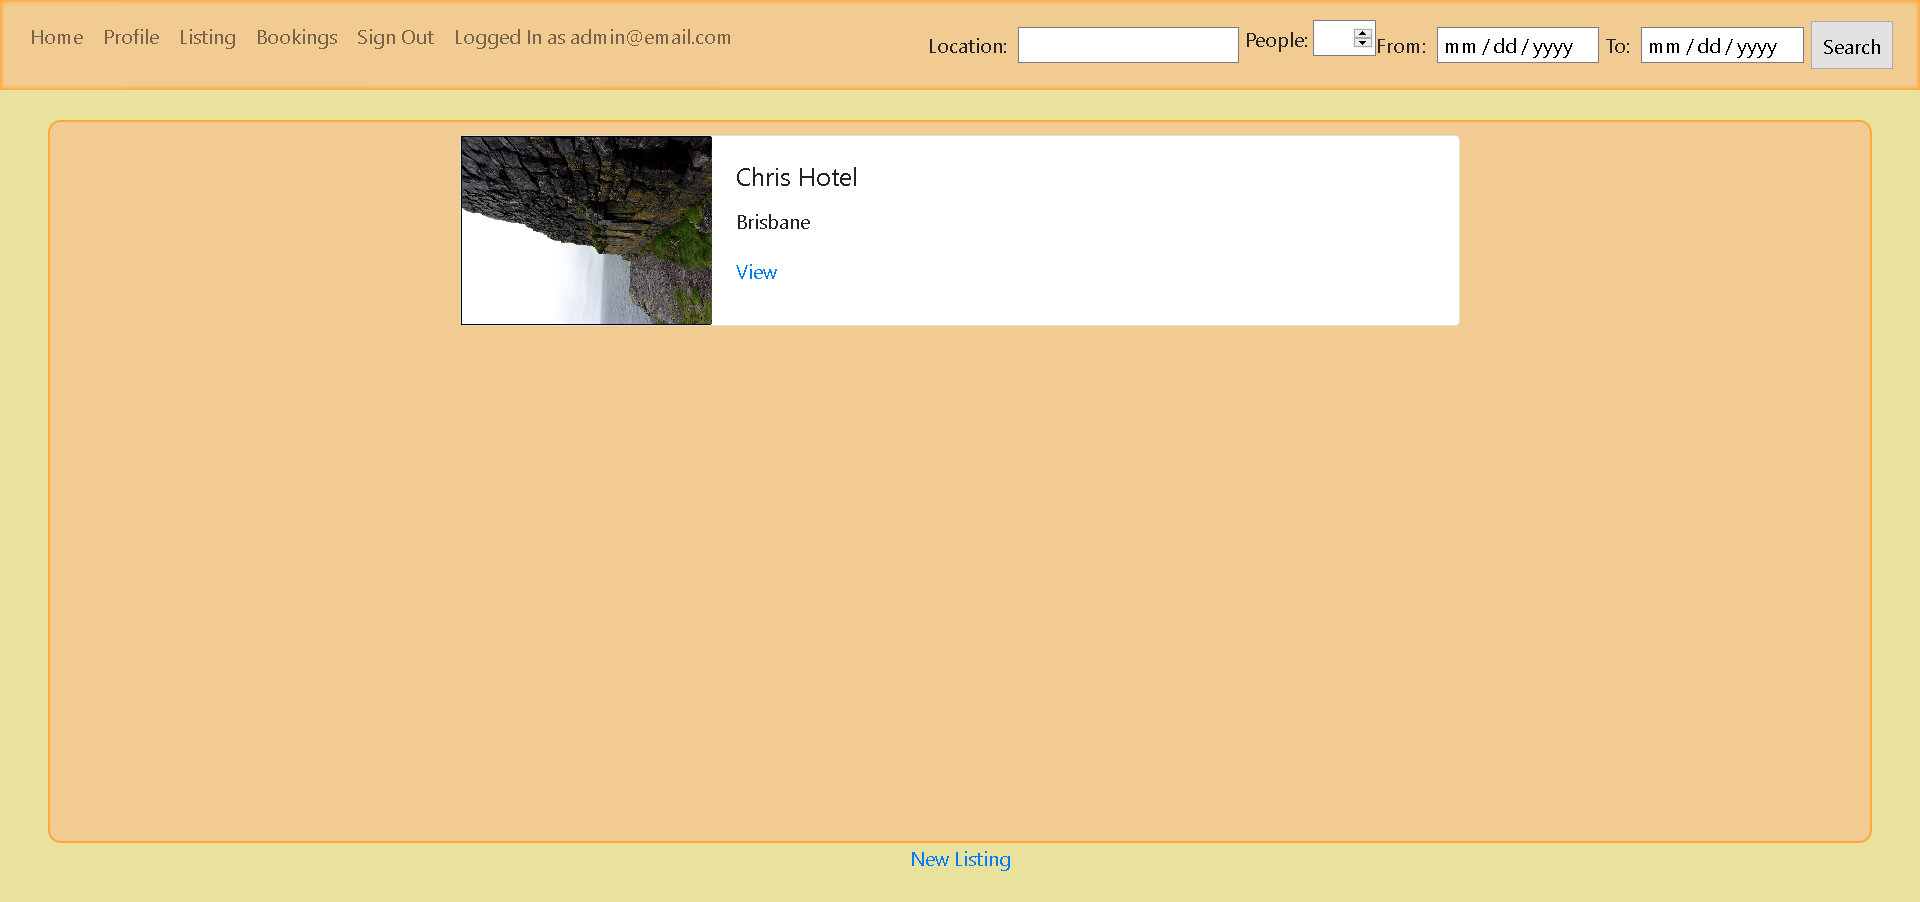 Home Profile Listing Bookings Sign Out Logged In as admin@email.com Location: People: From: mm/dd/yyyy To: mm/dd/yyyy Search
Chris Hotel
Brisbane
View
New Listing